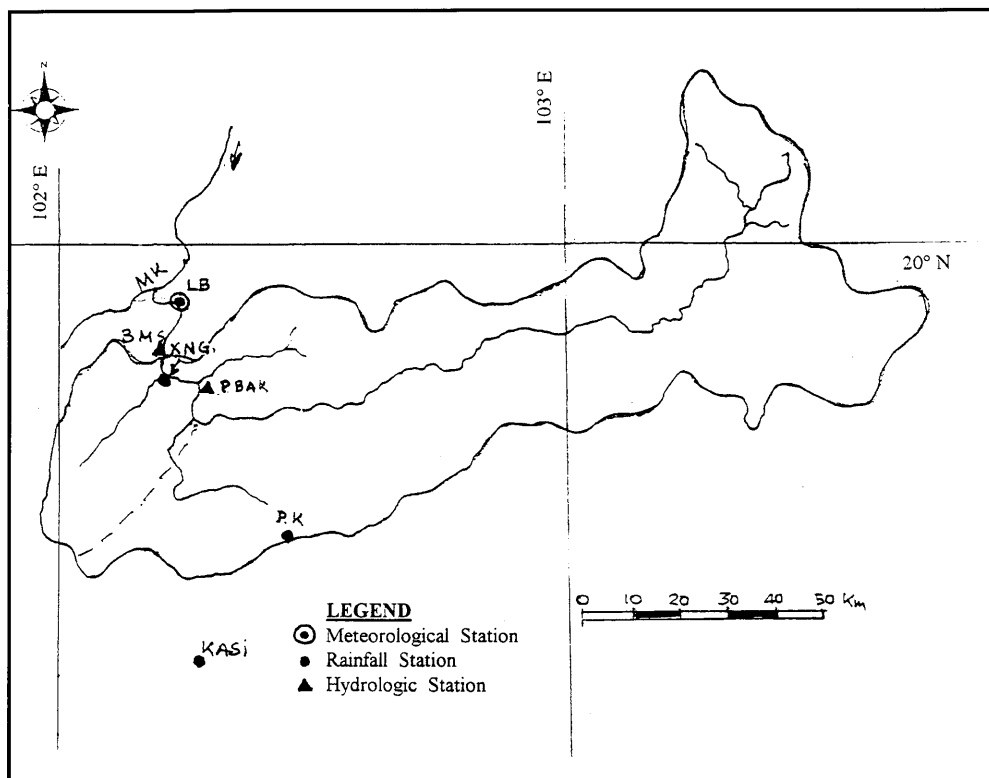 N
103° E
102° E
20° N
MK
LB
BMS
XNG.
PBAK
P.K
0 10 20 30 40 50 Km
LEGEND
Meteorological Station
Rainfall Station
Hydrologic Station
KASI